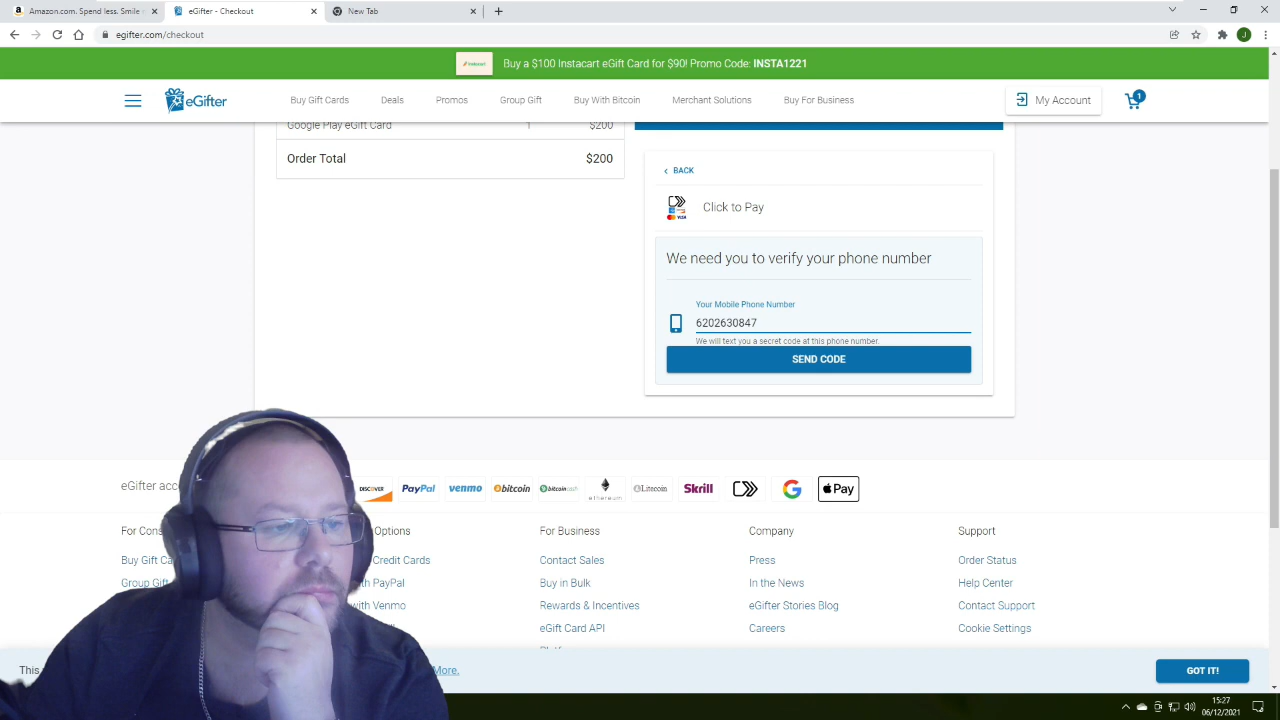 Amazon.com. Spend less. Smile
eGifter - Checkout
New Tab
egifter.com/checkout
J
instacart
Buy a $100 Instacart eGift Card for $90! Promo Code: INSTA1221
eGifter
Buy Gift Cards
Deals
Promos
Group Gift
Buy With Bitcoin
Merchant Solutions
Buy For Business
My Account
1
Google Play eGift Card 1 $200
Order Total $200
BACK
Click to Pay
VISA
We need you to verify your phone number
Your Mobile Phone Number
6202630847
We will text you a secret code at this phone number.
SEND CODE
eGifter acc
DISCOVER PayPal venmo bitcoin bitcoincash ethereum Litecoin Skrill G Pay
For Cons Options For Business Company Support
Buy Gift Ca Credit Cards Contact Sales Press Order Status
Group Gift th PayPal Buy in Bulk In the News Help Center
with Venmo Rewards & Incentives eGifter Stories Blog Contact Support
eGift Card API Careers Cookie Settings
This More. GOT IT!
15:27
06/12/2021